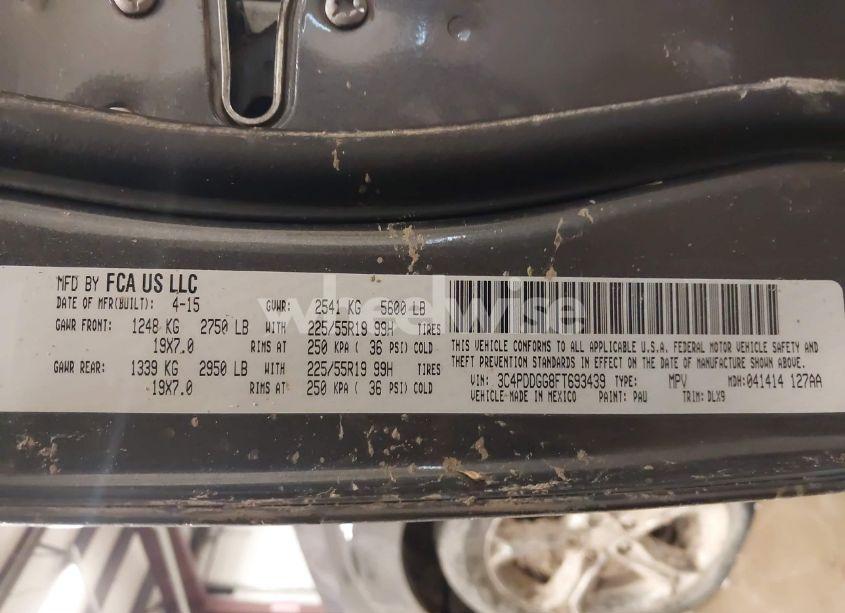 MFD BY FCA US LLC
DATE OF MFR(BUILT): 4-15 GVWR: 2541 KG 5600 LB
GAWR FRONT: 1248 KG 2750 LB WITH 225/55R19 99H TIRES
19X7.0 RIMS AT 250 KPA ( 36 PSI) COLD
GAWR REAR: 1339 KG 2950 LB WITH 225/55R19 99H TIRES
19X7.0 RIMS AT 250 KPA ( 36 PSI) COLD
THIS VEHICLE CONFORMS TO ALL APPLICABLE U.S.A. FEDERAL MOTOR VEHICLE SAFETY AND
THEFT PREVENTION STANDARDS IN EFFECT ON THE DATE OF MANUFACTURE SHOWN ABOVE.
VIN: 3C4PDDGG8FT693439 TYPE: MPV MDH: 041414 127AA
VEHICLE MADE IN MEXICO PAINT: PAU TRIM: DLX9
wheelwise